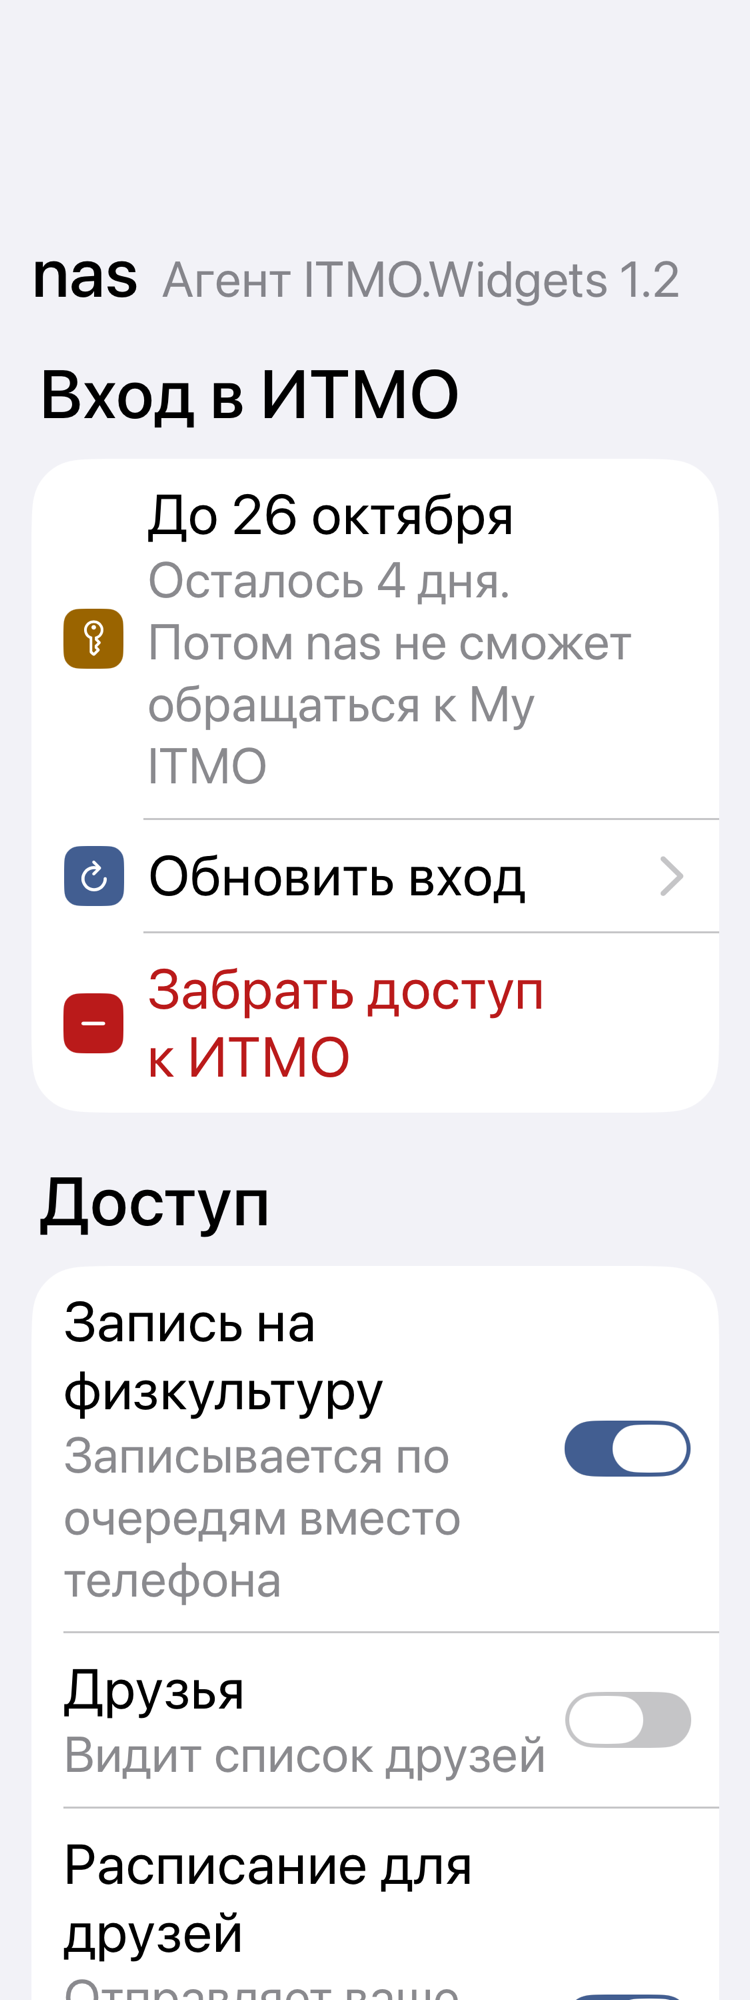 nas Агент ITMO.Widgets 1.2
Вход в ИТМО
До 26 октября
Осталось 4 дня.
Потом nas не сможет
обращаться к My
ITMO
Обновить вход
Забрать доступ
к ИТМО
Доступ
Запись на
физкультуру
Записывается по
очередям вместо
телефона
Друзья
Видит список друзей
Расписание для
друзей
Отправляет ваше